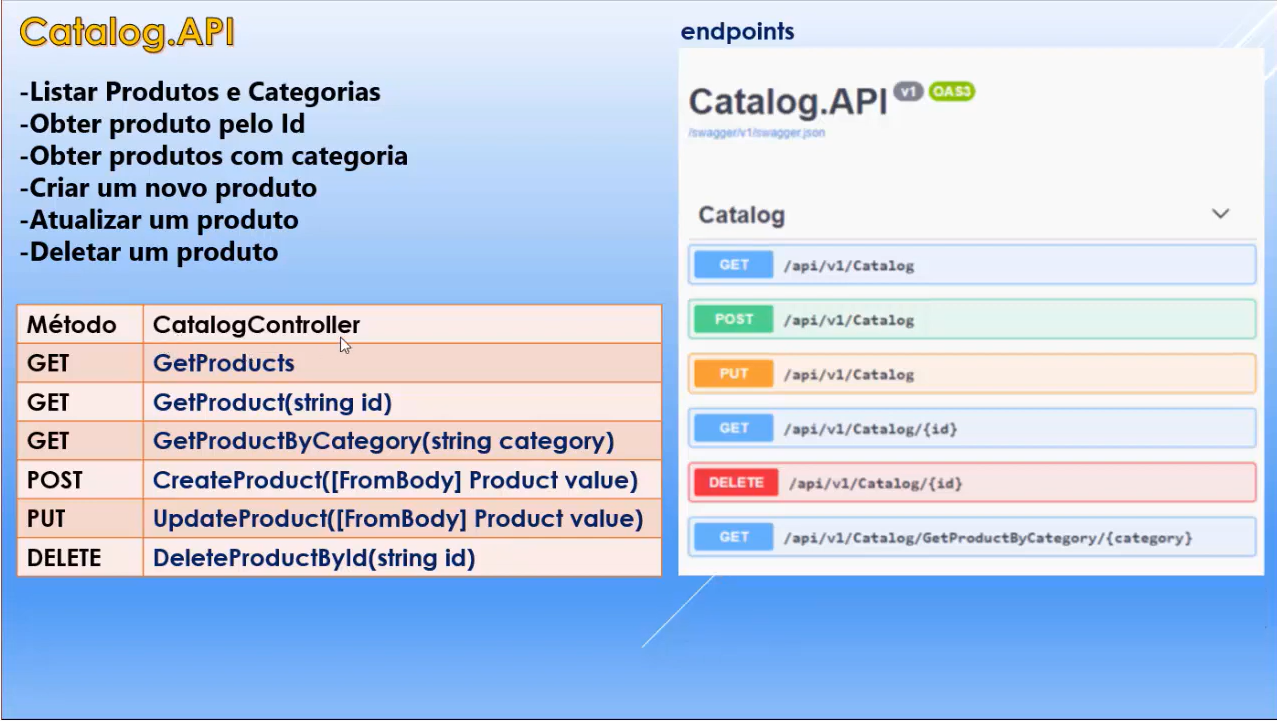 Catalog.API
-Listar Produtos e Categorias
-Obter produto pelo Id
-Obter produtos com categoria
-Criar um novo produto
-Atualizar um produto
-Deletar um produto
Método CatalogController
GET GetProducts
GET GetProduct(string id)
GET GetProductByCategory(string category)
POST CreateProduct([FromBody] Product value)
PUT UpdateProduct([FromBody] Product value)
DELETE DeleteProductById(string id)
endpoints
Catalog.API v1 OAS3
/swagger/v1/swagger.json
Catalog
GET /api/v1/Catalog
POST /api/v1/Catalog
PUT /api/v1/Catalog
GET /api/v1/Catalog/{id}
DELETE /api/v1/Catalog/{id}
GET /api/v1/Catalog/GetProductByCategory/{category}